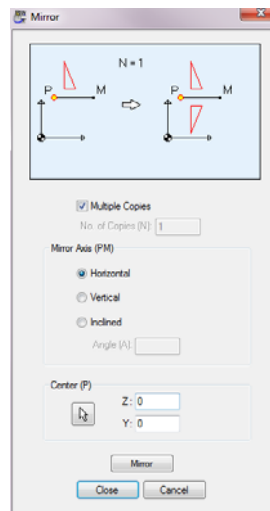 Mirror
N = 1
P M P M
Multiple Copies
No. of Copies (N): 1
Mirror Axis (PM)
Horizontal
Vertical
Inclined
Angle (A):
Center (P)
Z: 0
Y: 0
Mirror
Close Cancel